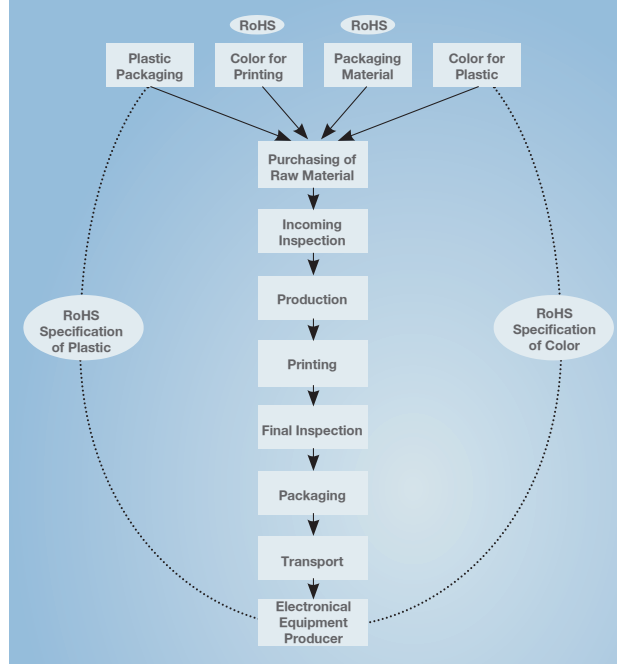 RoHS
RoHS
Plastic
Packaging
Color for
Printing
Packaging
Material
Color for
Plastic
Purchasing of
Raw Material
Incoming
Inspection
Production
RoHS
Specification
of Plastic
RoHS
Specification
of Color
Printing
Final Inspection
Packaging
Transport
Electronical
Equipment
Producer